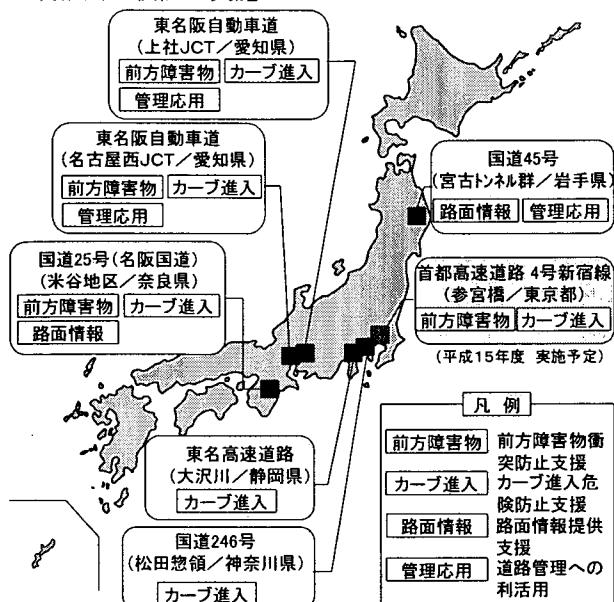 東名阪自動車道
(上社JCT／愛知県)
前方障害物 カーブ進入
管理応用
東名阪自動車道
(名古屋西JCT／愛知県)
前方障害物 カーブ進入
管理応用
国道25号(名阪国道)
(米谷地区／奈良県)
前方障害物 カーブ進入
路面情報
国道45号
(宮古トンネル群／岩手県)
路面情報 管理応用
首都高速道路 4号新宿線
(参宮橋／東京都)
前方障害物 カーブ進入
(平成15年度 実施予定)
東名高速道路
(大沢川／静岡県)
カーブ進入
国道246号
(松田惣領／神奈川県)
カーブ進入
凡例
前方障害物 前方障害物衝
突防止支援
カーブ進入 カーブ進入危
険防止支援
路面情報 路面情報提供
支援
管理応用 道路管理への
利活用